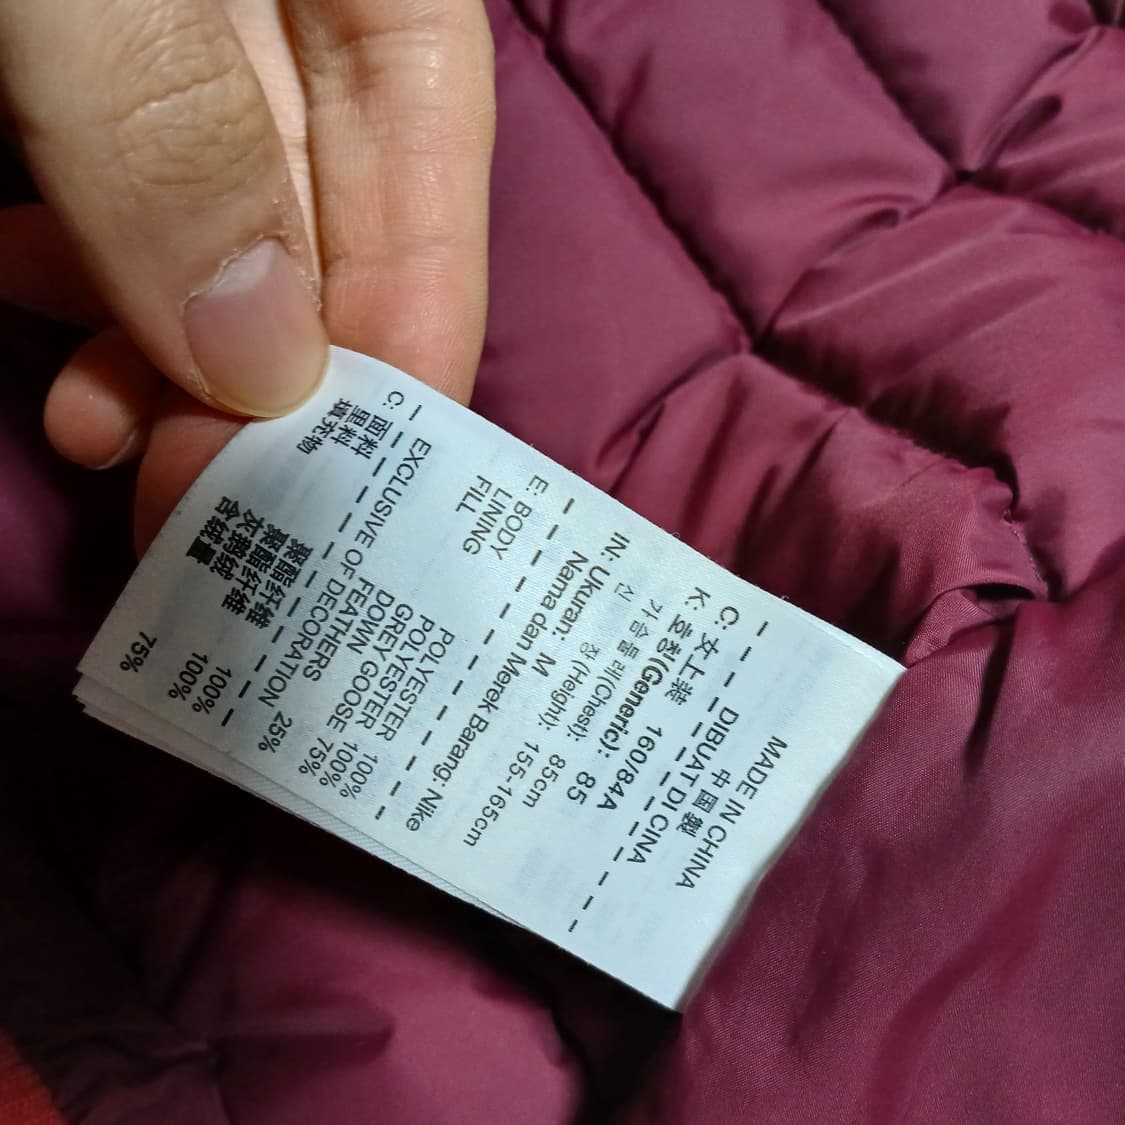 MADE IN CHINA
中國製
DIBUAT DI CINA
C: 女上装 160/84A
K: 호칭(Generic): 85
가슴둘레(Chest): 85cm
신 장(Height): 155-165cm
IN: Ukuran: M
Nama dan Merek Barang: Nike
E: BODY POLYESTER 100%
LINING POLYESTER 100%
FILL GREY GOOSE 75%
DOWN
FEATHERS 25%
EXCLUSIVE OF DECORATION
C: 面料 聚酯纤维 100%
里料 聚酯纤维 100%
填充物 灰鹅绒
含绒量 75%